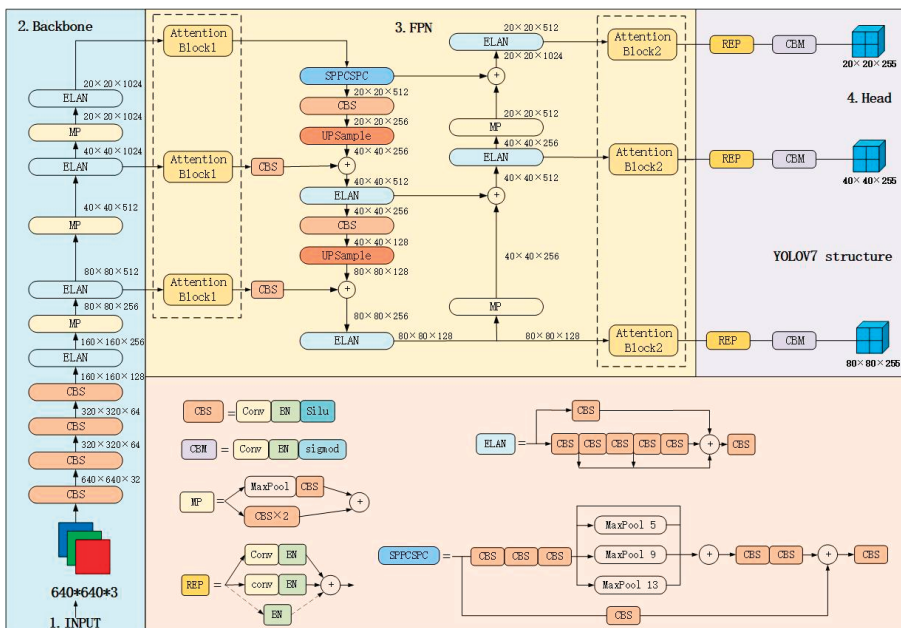 2. Backbone
20×20×1024
ELAN
20×20×1024
MP
40×40×1024
ELAN
40×40×512
MP
80×80×512
ELAN
80×80×256
MP
160×160×256
ELAN
160×160×128
CBS
320×320×64
CBS
320×320×64
CBS
640×640×32
CBS
640*640*3
1. INPUT
3. FPN
Attention
Block1
Attention
Block1
CBS
Attention
Block1
CBS
SPPCSPC
20×20×512
CBS
20×20×256
UPSample
40×40×256
+
40×40×512
ELAN
40×40×256
CBS
40×40×128
UPSample
80×80×128
+
80×80×256
ELAN
80×80×128
20×20×512
ELAN
20×20×1024
+
20×20×512
MP
40×40×256
ELAN
40×40×512
+
40×40×256
MP
80×80×128
Attention
Block2
Attention
Block2
Attention
Block2
REP
CBM
20×20×255
4. Head
REP
CBM
40×40×255
YOLOV7 structure
REP
CBM
80×80×255
CBS = Conv BN Silu
CBM = Conv BN sigmod
MP = MaxPool CBS +
CBS×2
REP = Conv BN
conv BN +
BN
ELAN = CBS
CBS CBS CBS CBS CBS + CBS
SPPCSPC = CBS CBS CBS
MaxPool 5
MaxPool 9
MaxPool 13
+ CBS CBS + CBS
CBS